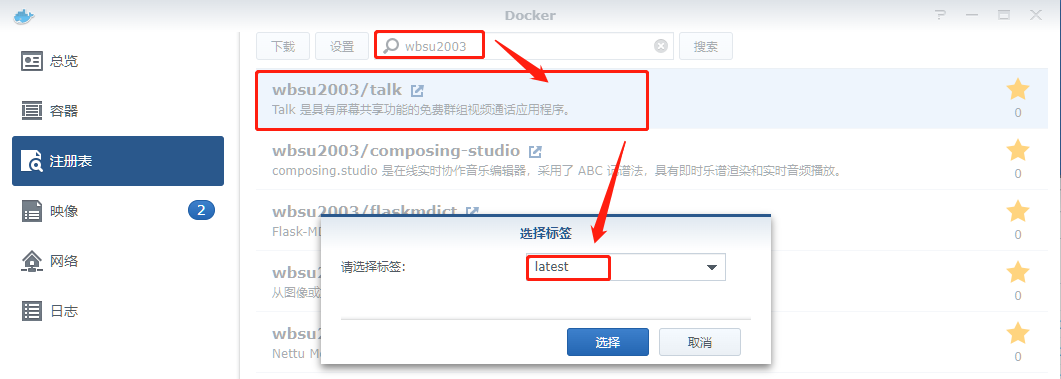 Docker
总览
容器
注册表
映像
2
网络
日志
下载
设置
wbsu2003
搜索
wbsu2003/talk
Talk 是具有屏幕共享功能的免费群组视频通话应用程序。
0
wbsu2003/composing-studio
composing.studio 是在线实时协作音乐编辑器，采用了 ABC 记谱法，具有即时乐谱渲染和实时音频播放。
0
wbsu2003/flaskmdict
Flask-MD
0
wbsu2
从图像或
0
wbsu2
Nettu M
0
选择标签
请选择标签:
latest
选择
取消